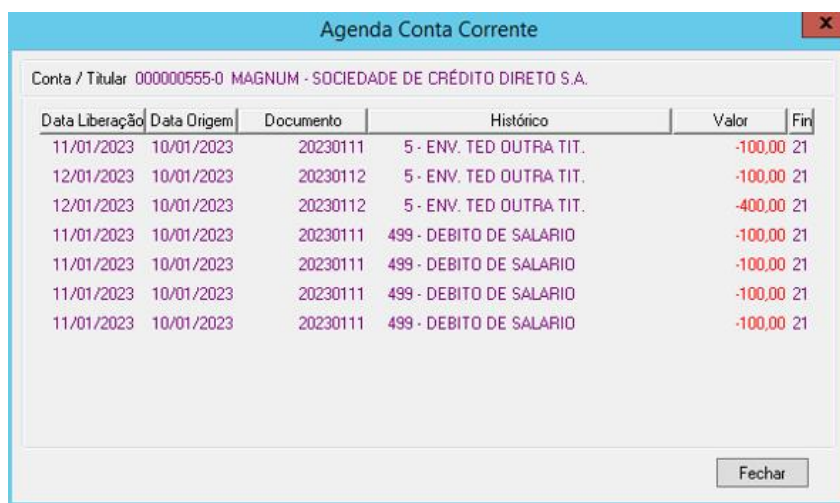 Agenda Conta Corrente
x
Conta / Titular 000000555-0 MAGNUM - SOCIEDADE DE CRÉDITO DIRETO S.A.
Data Liberação Data Origem Documento Histórico Valor Fin
11/01/2023 10/01/2023 20230111 5 - ENV. TED OUTRA TIT. -100,00 21
12/01/2023 10/01/2023 20230112 5 - ENV. TED OUTRA TIT. -100,00 21
12/01/2023 10/01/2023 20230112 5 - ENV. TED OUTRA TIT. -400,00 21
11/01/2023 10/01/2023 20230111 499 - DEBITO DE SALARIO -100,00 21
11/01/2023 10/01/2023 20230111 499 - DEBITO DE SALARIO -100,00 21
11/01/2023 10/01/2023 20230111 499 - DEBITO DE SALARIO -100,00 21
11/01/2023 10/01/2023 20230111 499 - DEBITO DE SALARIO -100,00 21
Fechar